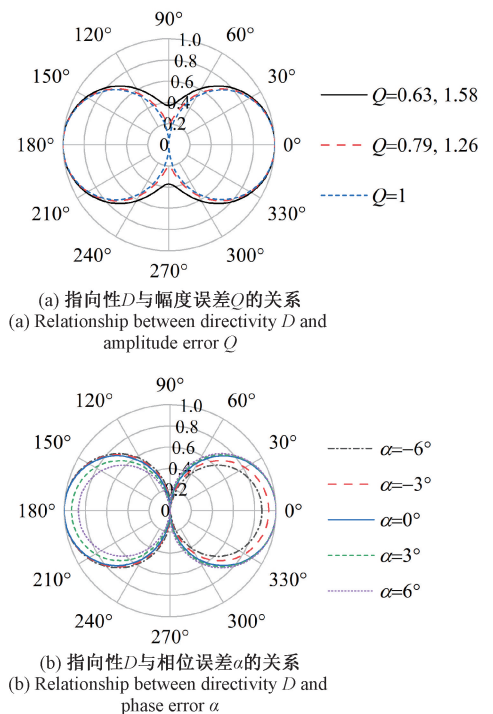 90°
120°
60°
1.0
0.8
150°
30°
0.6
0.4
0.2
180°
0
0°
210°
330°
240°
300°
270°
Q=0.63, 1.58
Q=0.79, 1.26
Q=1
(a) 指向性D与幅度误差Q的关系
(a) Relationship between directivity D and
amplitude error Q
90°
120°
60°
1.0
0.8
150°
30°
0.6
0.4
0.2
180°
0
0°
210°
330°
240°
300°
270°
α=−6°
α=−3°
α=0°
α=3°
α=6°
(b) 指向性D与相位误差α的关系
(b) Relationship between directivity D and
phase error α